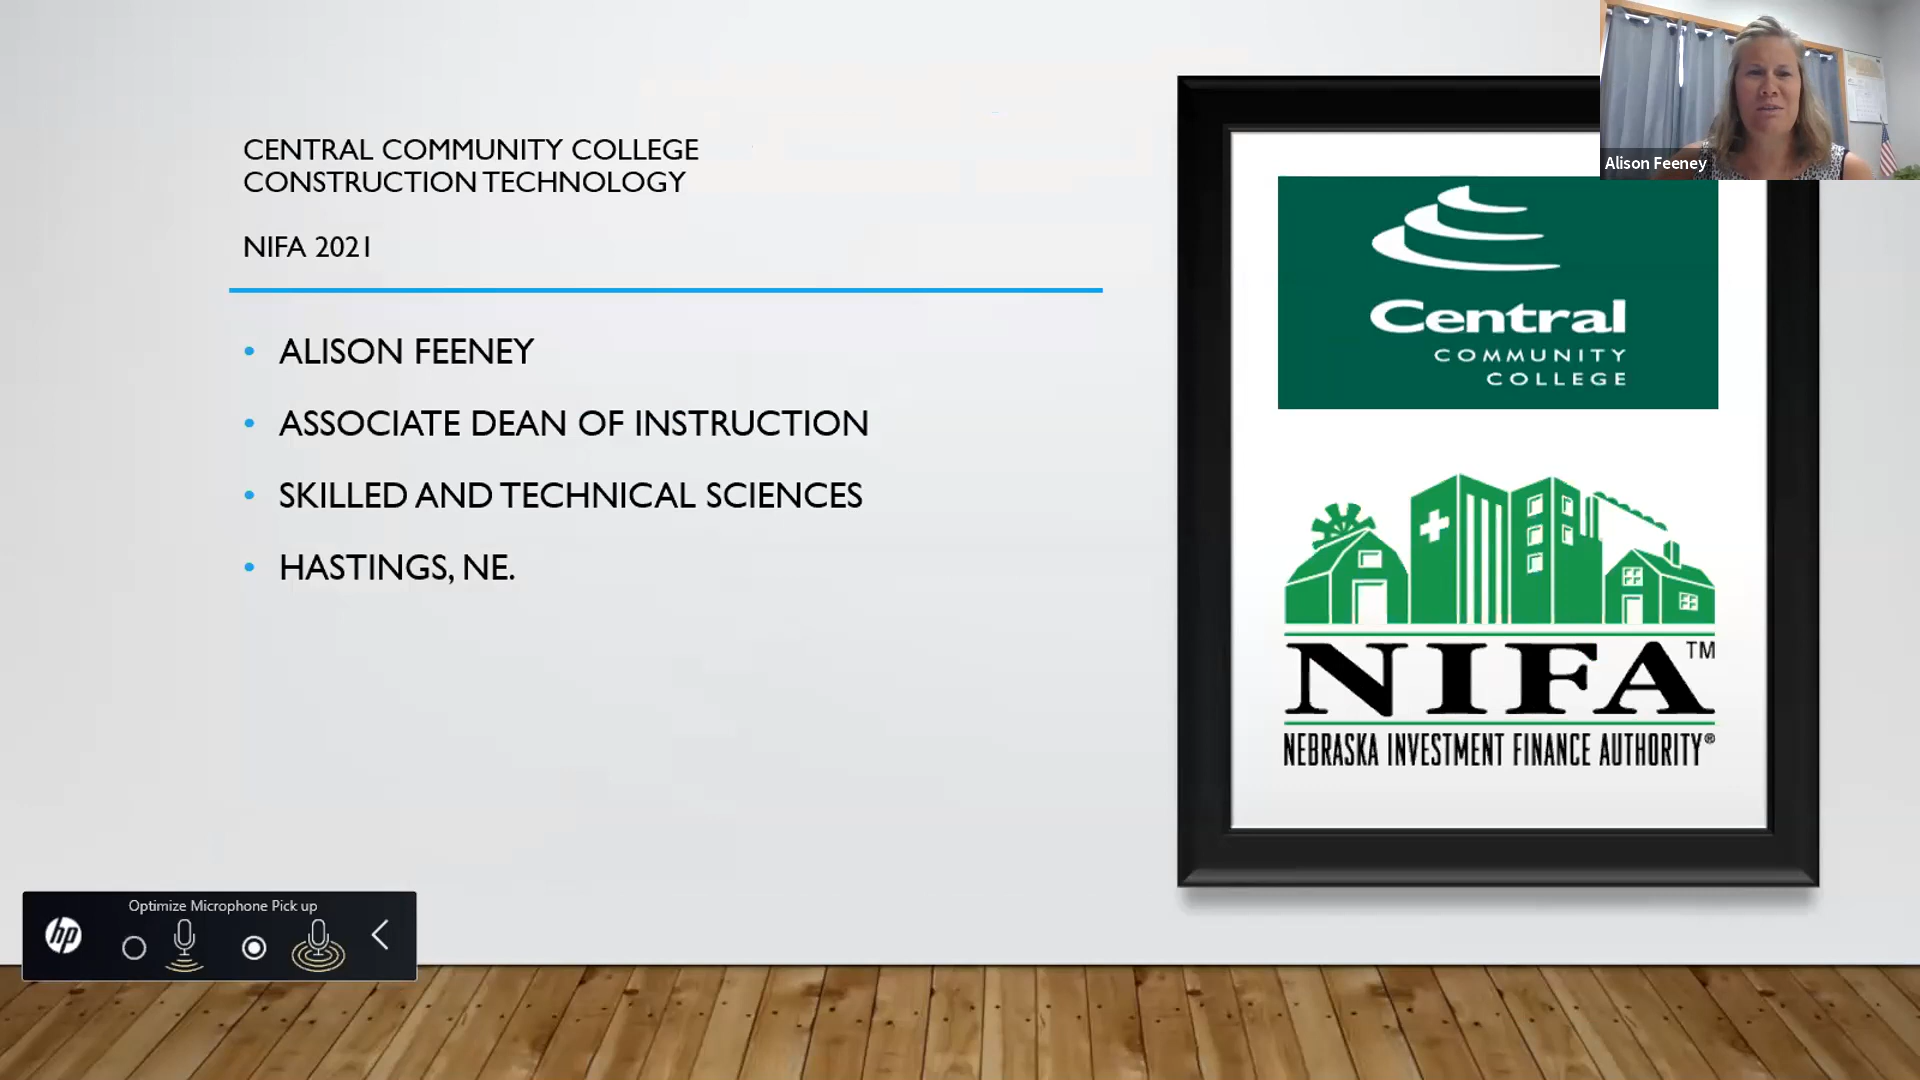 CENTRAL COMMUNITY COLLEGE
CONSTRUCTION TECHNOLOGY
NIFA 2021
• ALISON FEENEY
• ASSOCIATE DEAN OF INSTRUCTION
• SKILLED AND TECHNICAL SCIENCES
• HASTINGS, NE.
Alison Feeney
Central
COMMUNITY
COLLEGE
NIFA™
NEBRASKA INVESTMENT FINANCE AUTHORITY®
Optimize Microphone Pick up
hp